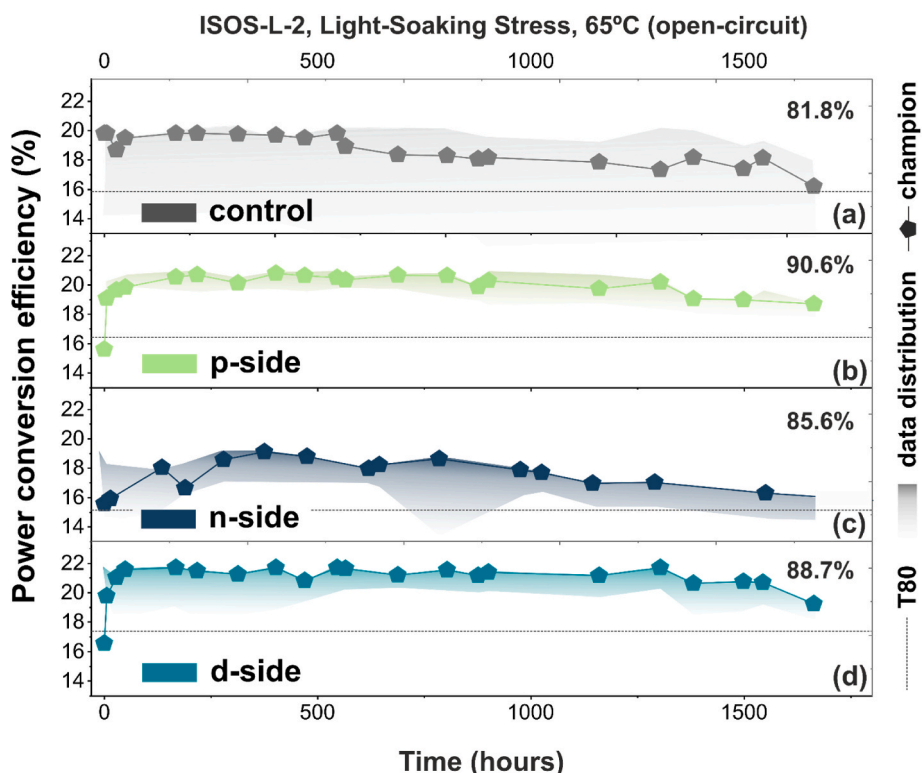 ISOS-L-2, Light-Soaking Stress, 65ºC (open-circuit)
0 500 1000 1500
Power conversion efficiency (%)
22
20
18
16
14
81.8%
control
(a)
22
20
18
16
14
90.6%
p-side
(b)
22
20
18
16
14
85.6%
n-side
(c)
22
20
18
16
14
88.7%
d-side
(d)
0 500 1000 1500
Time (hours)
T80
data distribution
champion